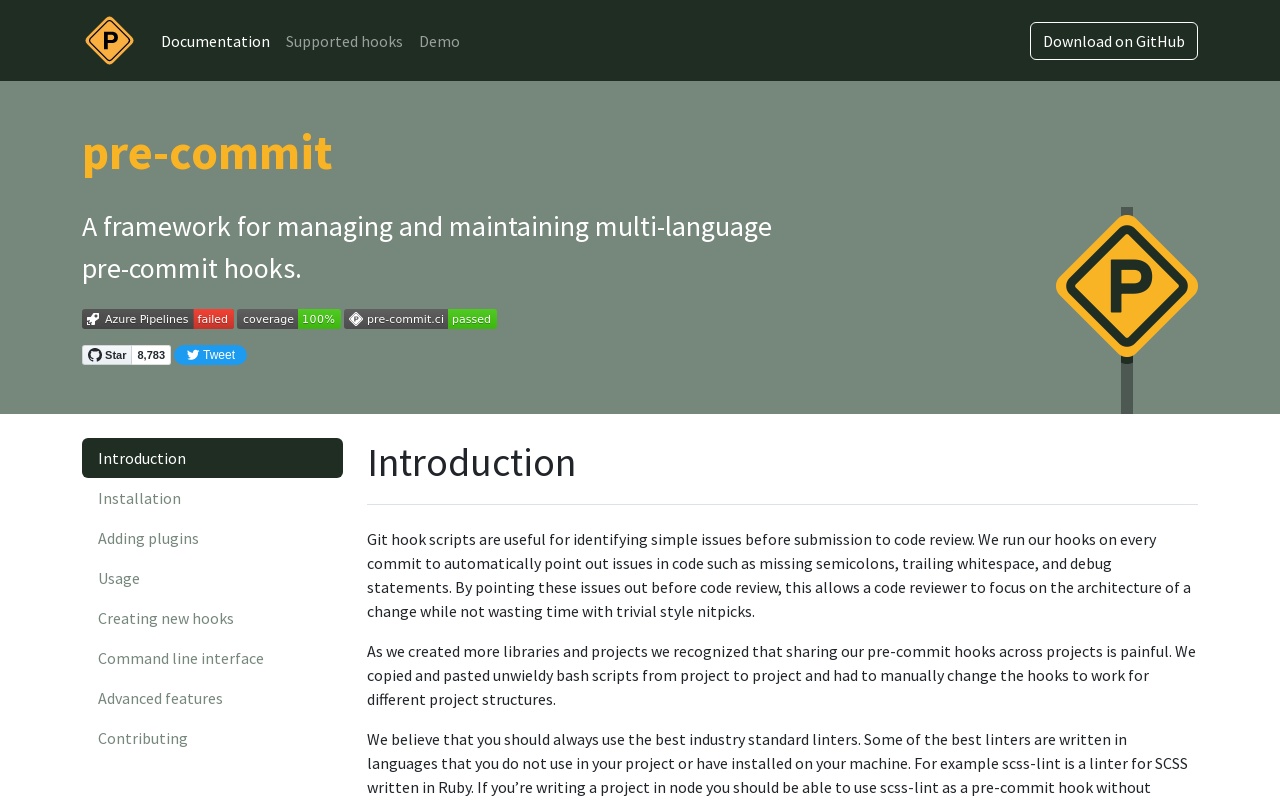 P
Documentation
Supported hooks
Demo
Download on GitHub
pre-commit
A framework for managing and maintaining multi-language
pre-commit hooks.
Azure Pipelines failed
coverage 100%
pre-commit.ci passed
Star 8,783
Tweet
P
Introduction
Installation
Adding plugins
Usage
Creating new hooks
Command line interface
Advanced features
Contributing
Introduction
Git hook scripts are useful for identifying simple issues before submission to code review. We run our hooks on every
commit to automatically point out issues in code such as missing semicolons, trailing whitespace, and debug
statements. By pointing these issues out before code review, this allows a code reviewer to focus on the architecture of a
change while not wasting time with trivial style nitpicks.
As we created more libraries and projects we recognized that sharing our pre-commit hooks across projects is painful. We
copied and pasted unwieldy bash scripts from project to project and had to manually change the hooks to work for
different project structures.
We believe that you should always use the best industry standard linters. Some of the best linters are written in
languages that you do not use in your project or have installed on your machine. For example scss-lint is a linter for SCSS
written in Ruby. If you’re writing a project in node you should be able to use scss-lint as a pre-commit hook without